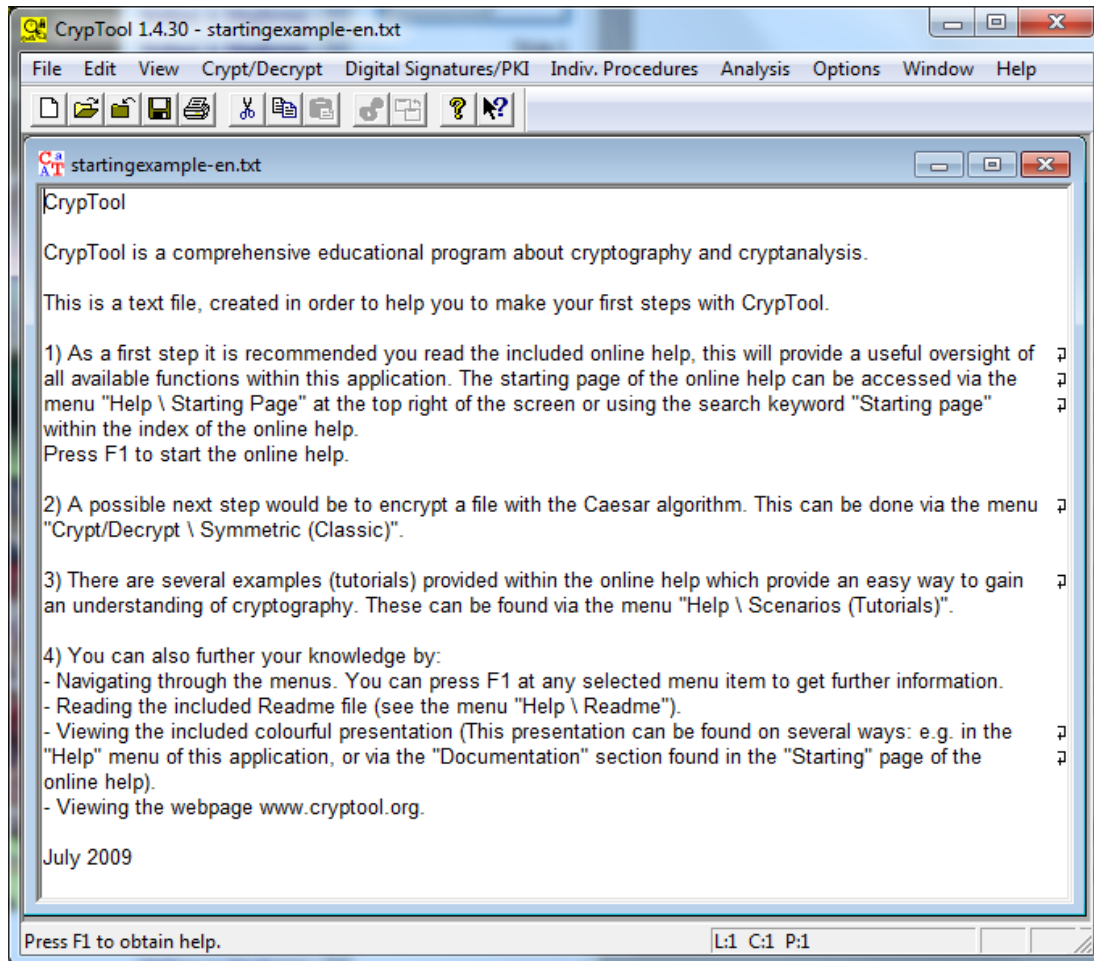 CrypTool 1.4.30 - startingexample-en.txt
File Edit View Crypt/Decrypt Digital Signatures/PKI Indiv. Procedures Analysis Options Window Help
startingexample-en.txt
CrypTool
CrypTool is a comprehensive educational program about cryptography and cryptanalysis.
This is a text file, created in order to help you to make your first steps with CrypTool.
1) As a first step it is recommended you read the included online help, this will provide a useful oversight of
all available functions within this application. The starting page of the online help can be accessed via the
menu "Help \ Starting Page" at the top right of the screen or using the search keyword "Starting page"
within the index of the online help.
Press F1 to start the online help.
2) A possible next step would be to encrypt a file with the Caesar algorithm. This can be done via the menu
"Crypt/Decrypt \ Symmetric (Classic)".
3) There are several examples (tutorials) provided within the online help which provide an easy way to gain
an understanding of cryptography. These can be found via the menu "Help \ Scenarios (Tutorials)".
4) You can also further your knowledge by:
- Navigating through the menus. You can press F1 at any selected menu item to get further information.
- Reading the included Readme file (see the menu "Help \ Readme").
- Viewing the included colourful presentation (This presentation can be found on several ways: e.g. in the
"Help" menu of this application, or via the "Documentation" section found in the "Starting" page of the
online help).
- Viewing the webpage www.cryptool.org.
July 2009
Press F1 to obtain help.
L:1 C:1 P:1